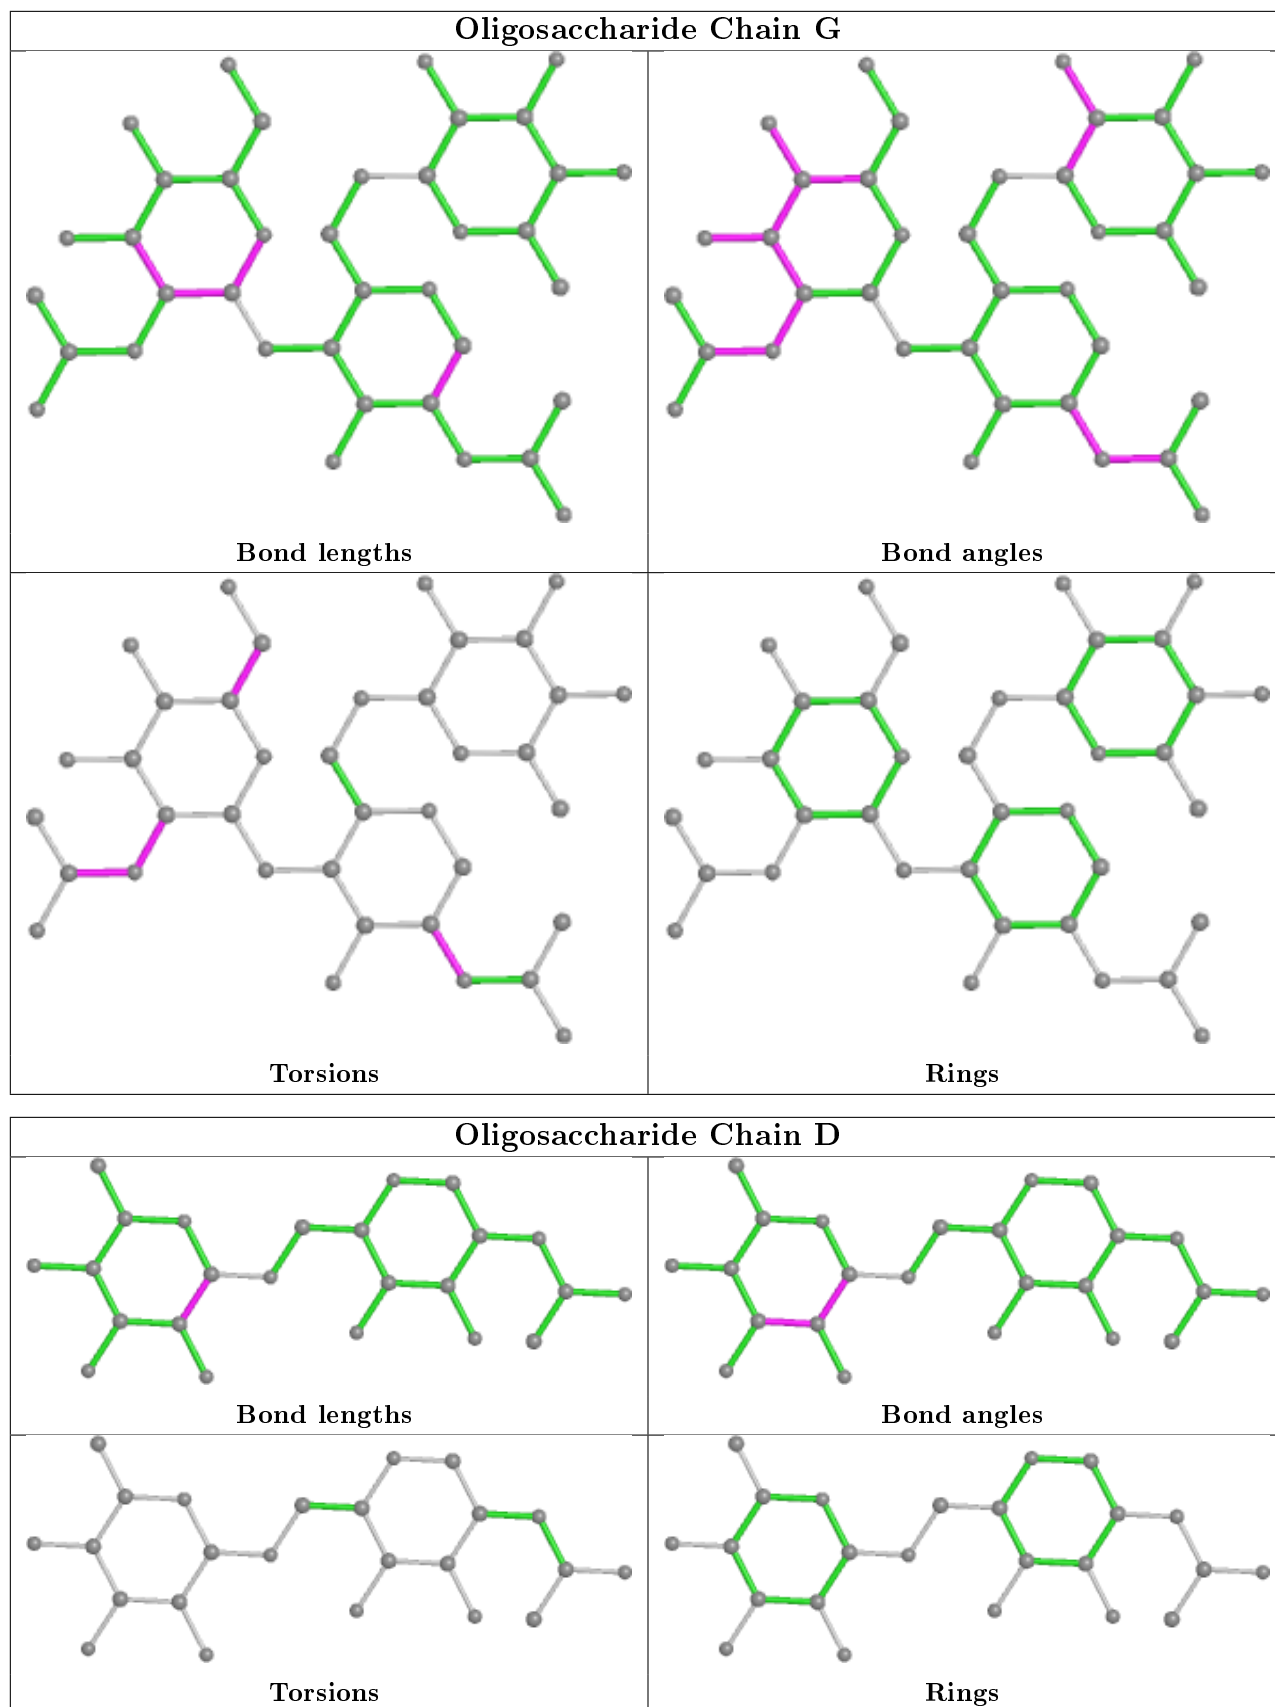 Oligosaccharide Chain G
Bond lengths
Bond angles
Torsions
Rings
Oligosaccharide Chain D
Bond lengths
Bond angles
Torsions
Rings